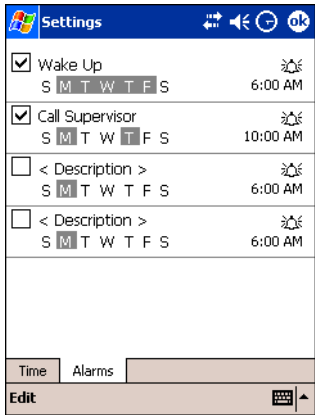 Settings ok
Wake Up
S M T W T F S 6:00 AM
Call Supervisor
S M T W T F S 10:00 AM
< Description >
S M T W T F S 6:00 AM
< Description >
S M T W T F S 6:00 AM
Time Alarms
Edit